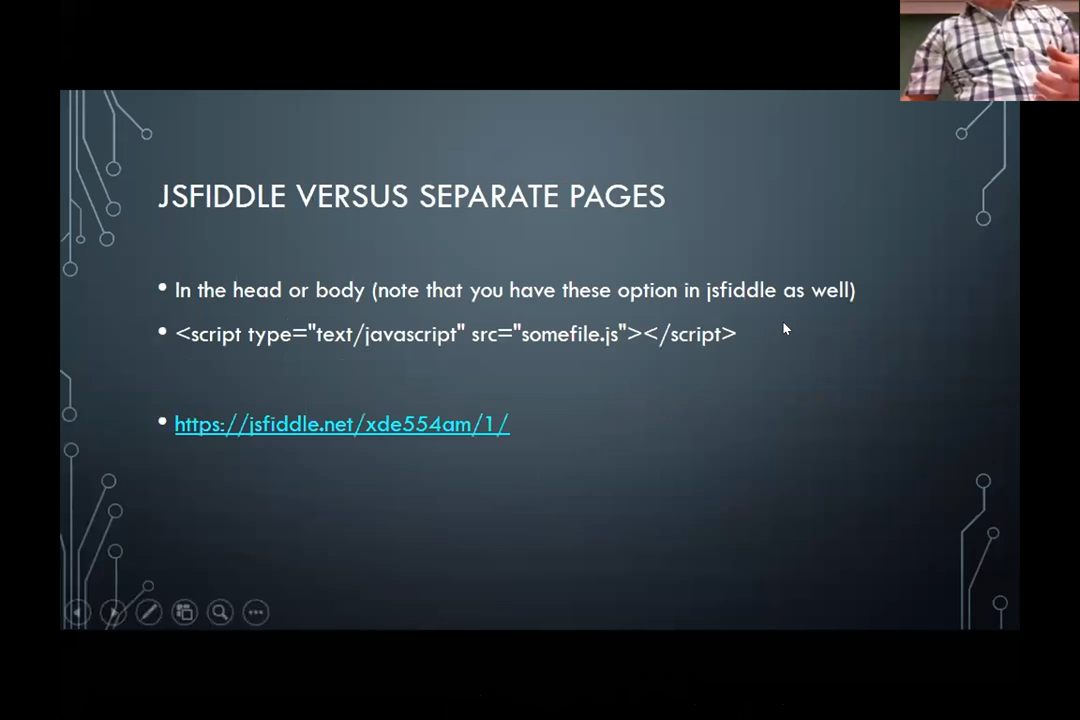 JSFIDDLE VERSUS SEPARATE PAGES
• In the head or body (note that you have these option in jsfiddle as well)
• <script type="text/javascript" src="somefile.js"></script>
• https://jsfiddle.net/xde554am/1/